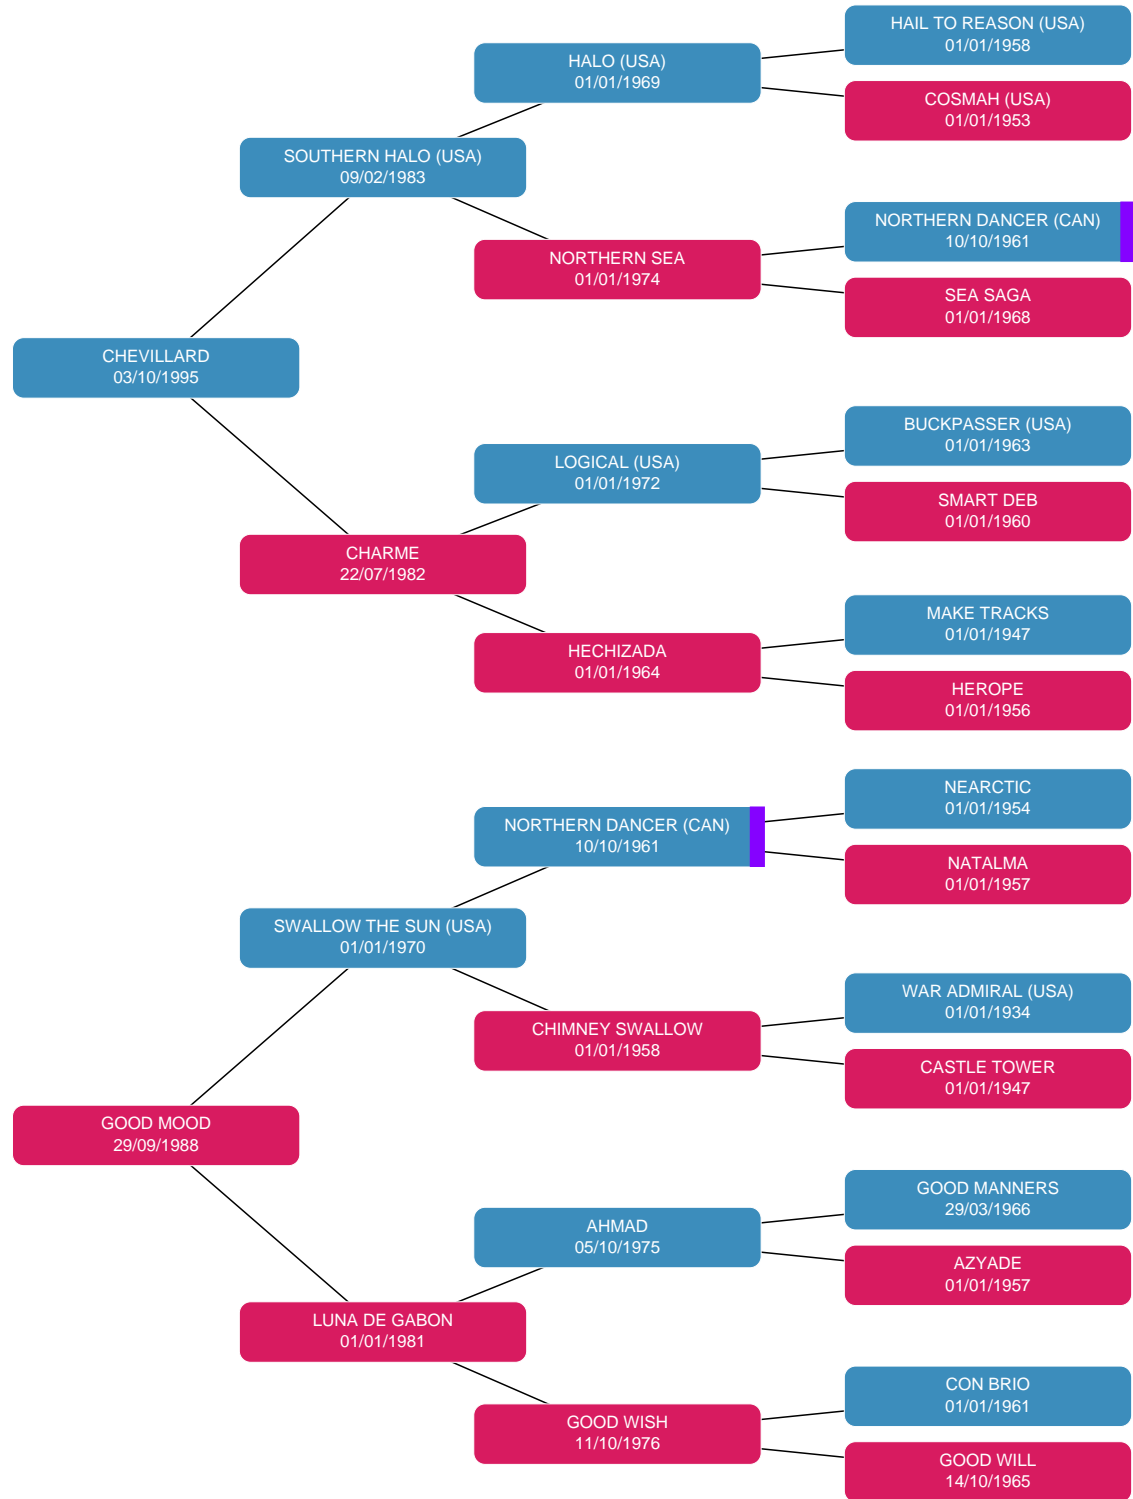 HAIL TO REASON (USA)
01/01/1958
HALO (USA)
01/01/1969
COSMAH (USA)
01/01/1953
SOUTHERN HALO (USA)
09/02/1983
NORTHERN DANCER (CAN)
10/10/1961
NORTHERN SEA
01/01/1974
SEA SAGA
01/01/1968
CHEVILLARD
03/10/1995
BUCKPASSER (USA)
01/01/1963
LOGICAL (USA)
01/01/1972
SMART DEB
01/01/1960
CHARME
22/07/1982
MAKE TRACKS
01/01/1947
HECHIZADA
01/01/1964
HEROPE
01/01/1956
NEARCTIC
01/01/1954
NORTHERN DANCER (CAN)
10/10/1961
NATALMA
01/01/1957
SWALLOW THE SUN (USA)
01/01/1970
WAR ADMIRAL (USA)
01/01/1934
CHIMNEY SWALLOW
01/01/1958
CASTLE TOWER
01/01/1947
GOOD MOOD
29/09/1988
GOOD MANNERS
29/03/1966
AHMAD
05/10/1975
AZYADE
01/01/1957
LUNA DE GABON
01/01/1981
CON BRIO
01/01/1961
GOOD WISH
11/10/1976
GOOD WILL
14/10/1965